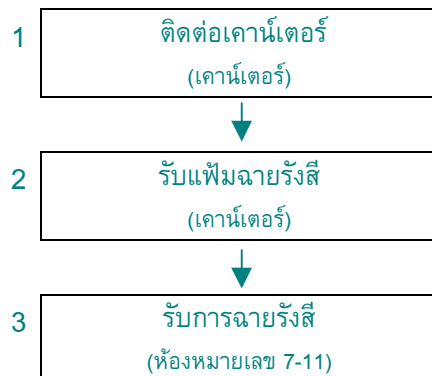 1 ติดต่อเคาน์เตอร์
(เคาน์เตอร์)
2 รับแฟ้มฉายรังสี
(เคาน์เตอร์)
3 รับการฉายรังสี
(ห้องหมายเลข 7-11)